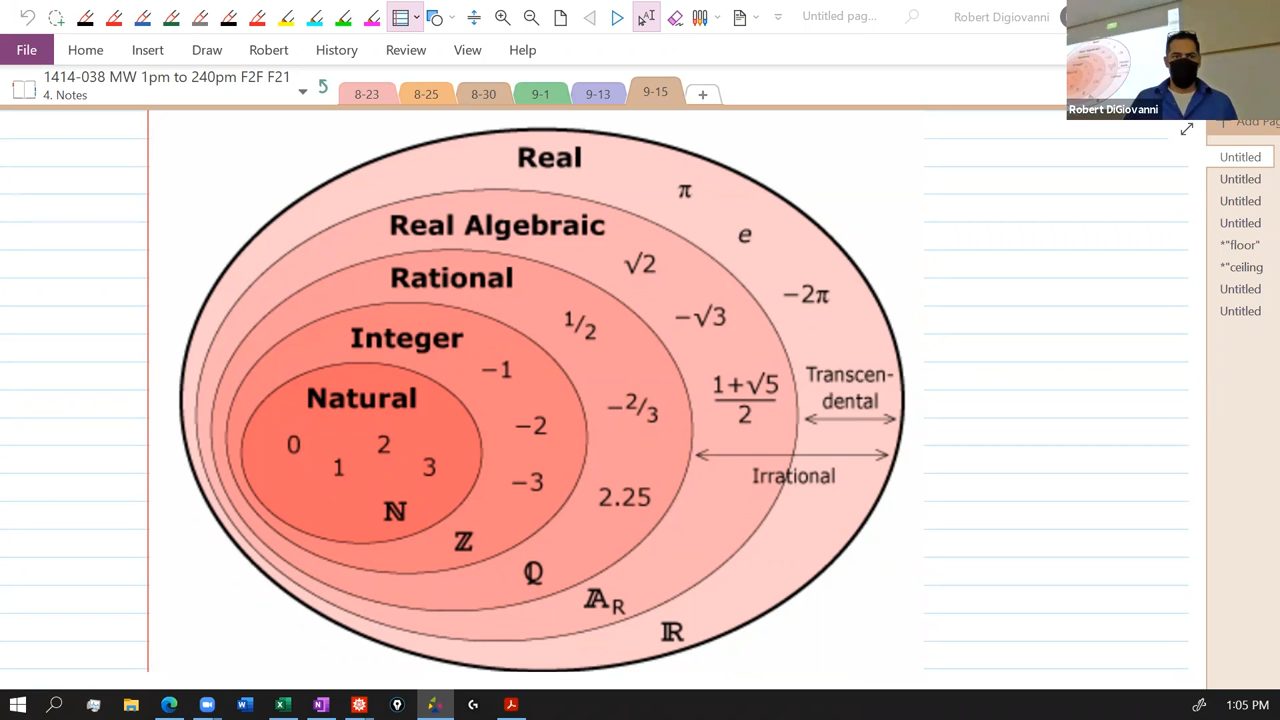 Untitled pag...
Robert Digiovanni
File
Home
Insert
Draw
Robert
History
Review
View
Help
1414-038 MW 1pm to 240pm F2F F21
4. Notes
8-23
8-25
8-30
9-1
9-13
9-15
Robert DiGiovanni
Add Pag
Untitled
Untitled
Untitled
Untitled
*"floor"
*"ceiling
Untitled
Untitled
Real
π
Real Algebraic
e
√2
Rational
−2π
1/2
−√3
Integer
−1
Transcen-
dental
1+√5
2
Natural
−2/3
−2
0
2
1
3
Irrational
−3
2.25
ℕ
ℤ
ℚ
𝔸R
ℝ
1:05 PM